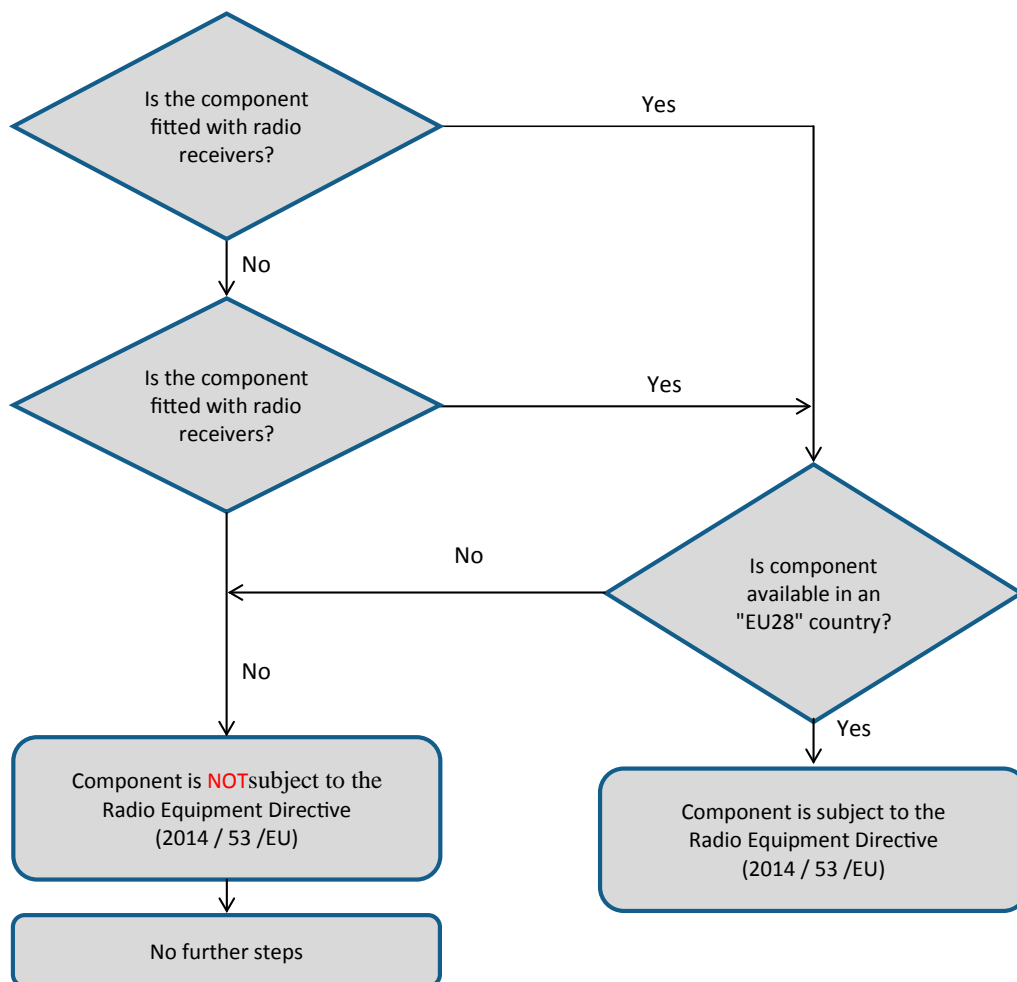 Is the component
fitted with radio
receivers?
Yes
No
Is the component
fitted with radio
receivers?
Yes
No
Is component
available in an
"EU28" country?
No
Yes
Component is NOTsubject to the
Radio Equipment Directive
(2014 / 53 /EU)
Component is subject to the
Radio Equipment Directive
(2014 / 53 /EU)
No further steps